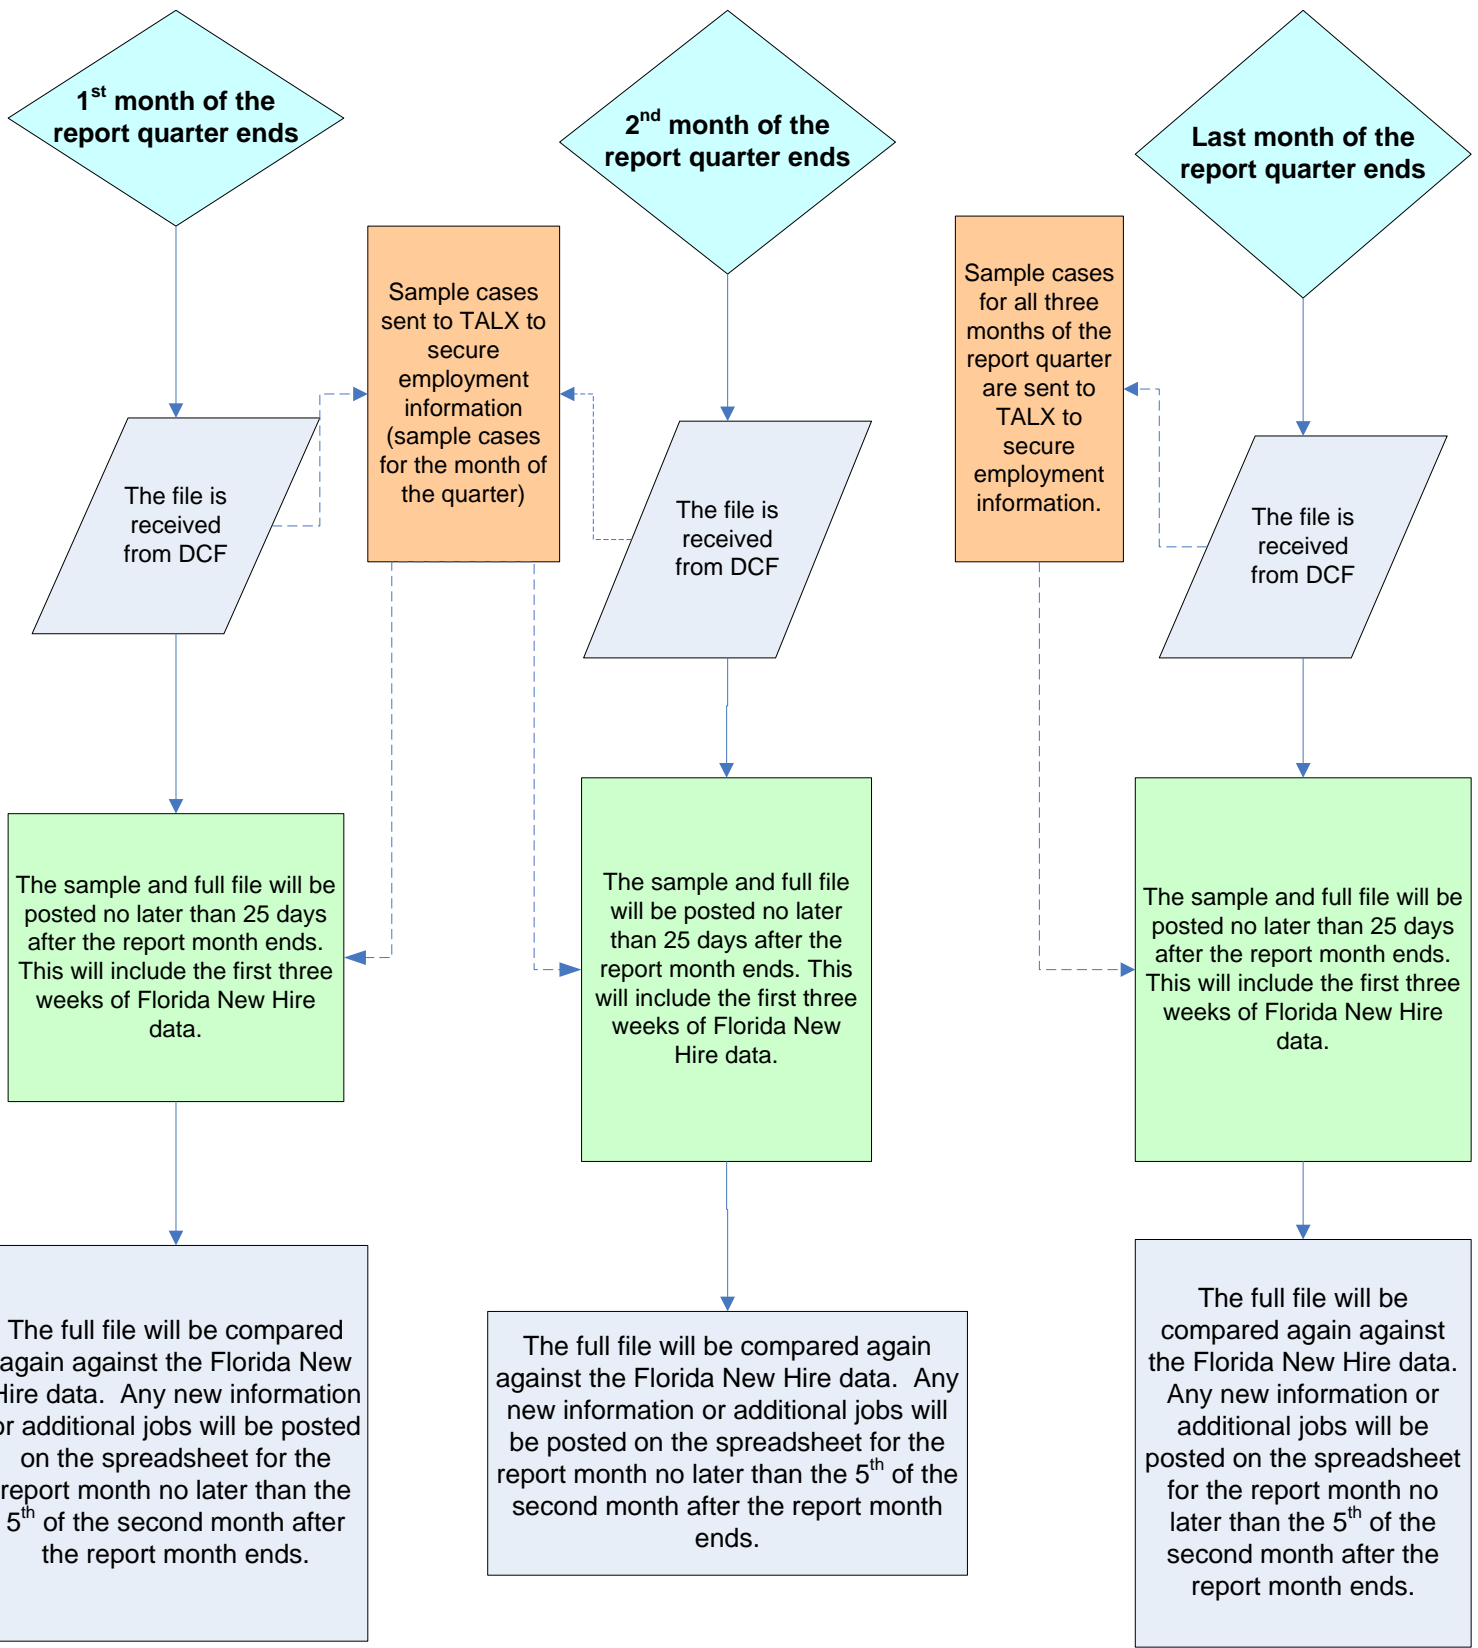 1st month of the
report quarter ends
The file is
received
from DCF
The sample and full file will be
posted no later than 25 days
after the report month ends.
This will include the first three
weeks of Florida New Hire
data.
The full file will be compared
again against the Florida New
Hire data.  Any new information
or additional jobs will be posted
on the spreadsheet for the
report month no later than the
5th of the second month after
the report month ends.
Sample cases
sent to TALX to
secure
employment
information
(sample cases
for the month of
the quarter)
2nd month of the
report quarter ends
The file is
received
from DCF
The sample and full file
will be posted no later
than 25 days after the
report month ends. This
will include the first three
weeks of Florida New
Hire data.
The full file will be compared again
against the Florida New Hire data.  Any
new information or additional jobs will
be posted on the spreadsheet for the
report month no later than the 5th of the
second month after the report month
ends.
Sample cases
for all three
months of the
report quarter
are sent to
TALX to
secure
employment
information.
Last month of the
report quarter ends
The file is
received
from DCF
The sample and full file will be
posted no later than 25 days
after the report month ends.
This will include the first three
weeks of Florida New Hire
data.
The full file will be
compared again against
the Florida New Hire data.
Any new information or
additional jobs will be
posted on the spreadsheet
for the report month no
later than the 5th of the
second month after the
report month ends.